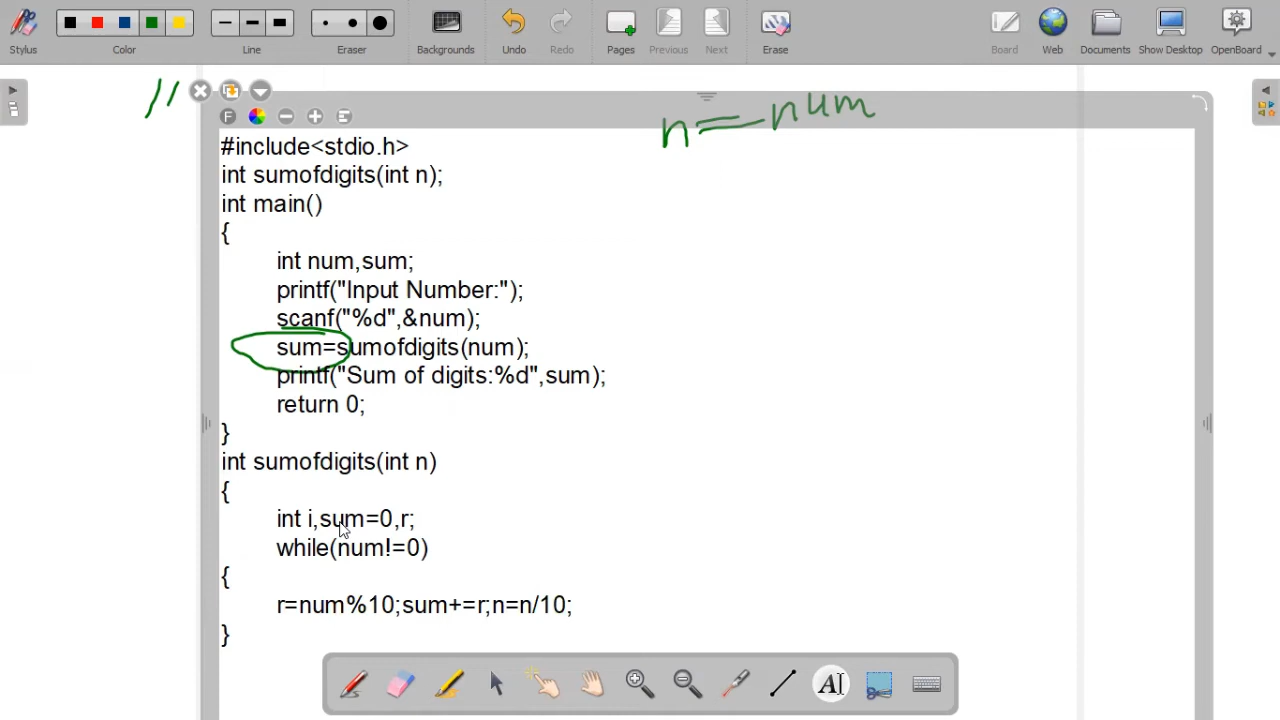 Stylus Color Line Eraser Backgrounds Undo Redo Pages Previous Next Erase Board Web Documents Show Desktop OpenBoard
n=num
F
#include<stdio.h>
int sumofdigits(int n);
int main()
{
int num,sum;
printf("Input Number:");
scanf("%d",&num);
sum=sumofdigits(num);
printf("Sum of digits:%d",sum);
return 0;
}
int sumofdigits(int n)
{
int i,sum=0,r;
while(num!=0)
{
r=num%10;sum+=r;n=n/10;
}
AI